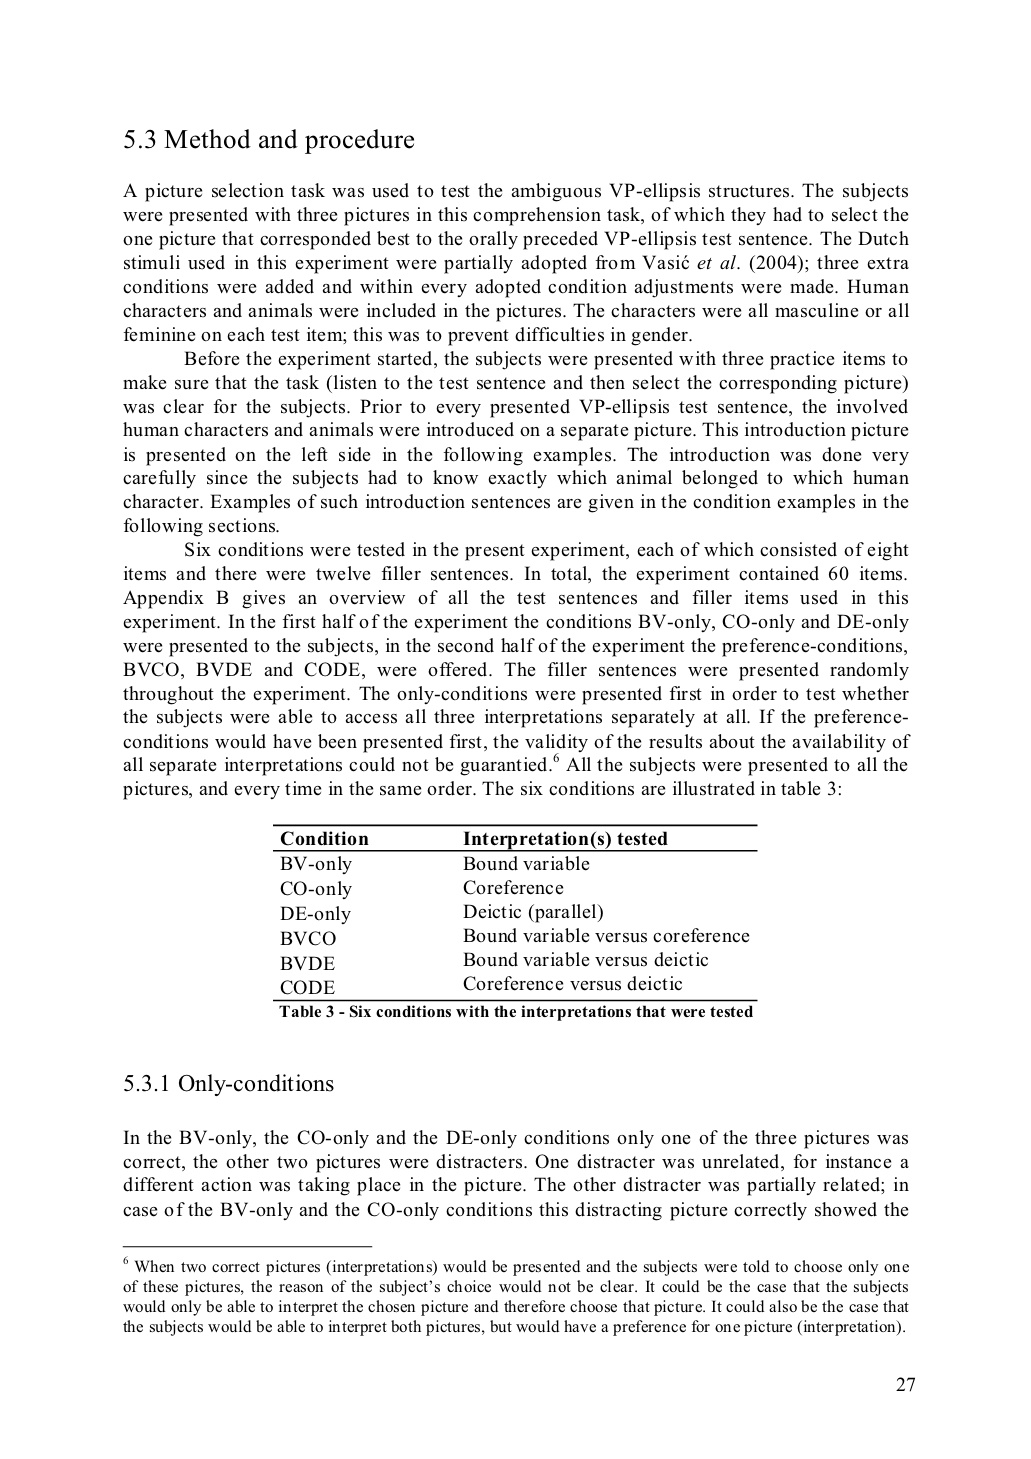 5.3 Method and procedure
A picture selection task was used to test the ambiguous VP-ellipsis structures. The subjects
were presented with three pictures in this comprehension task, of which they had to select the
one picture that corresponded best to the orally preceded VP-ellipsis test sentence. The Dutch
stimuli used in this experiment were partially adopted from Vasić et al. (2004); three extra
conditions were added and within every adopted condition adjustments were made. Human
characters and animals were included in the pictures. The characters were all masculine or all
feminine on each test item; this was to prevent difficulties in gender.
Before the experiment started, the subjects were presented with three practice items to
make sure that the task (listen to the test sentence and then select the corresponding picture)
was clear for the subjects. Prior to every presented VP-ellipsis test sentence, the involved
human characters and animals were introduced on a separate picture. This introduction picture
is presented on the left side in the following examples. The introduction was done very
carefully since the subjects had to know exactly which animal belonged to which human
character. Examples of such introduction sentences are given in the condition examples in the
following sections.
Six conditions were tested in the present experiment, each of which consisted of eight
items and there were twelve filler sentences. In total, the experiment contained 60 items.
Appendix B gives an overview of all the test sentences and filler items used in this
experiment. In the first half of the experiment the conditions BV-only, CO-only and DE-only
were presented to the subjects, in the second half of the experiment the preference-conditions,
BVCO, BVDE and CODE, were offered. The filler sentences were presented randomly
throughout the experiment. The only-conditions were presented first in order to test whether
the subjects were able to access all three interpretations separately at all. If the preference-
conditions would have been presented first, the validity of the results about the availability of
all separate interpretations could not be guarantied.6 All the subjects were presented to all the
pictures, and every time in the same order. The six conditions are illustrated in table 3:
Condition Interpretation(s) tested
BV-only Bound variable
CO-only Coreference
DE-only Deictic (parallel)
BVCO Bound variable versus coreference
BVDE Bound variable versus deictic
CODE Coreference versus deictic
Table 3 - Six conditions with the interpretations that were tested
5.3.1 Only-conditions
In the BV-only, the CO-only and the DE-only conditions only one of the three pictures was
correct, the other two pictures were distracters. One distracter was unrelated, for instance a
different action was taking place in the picture. The other distracter was partially related; in
case of the BV-only and the CO-only conditions this distracting picture correctly showed the
6 When two correct pictures (interpretations) would be presented and the subjects were told to choose only one
of these pictures, the reason of the subject’s choice would not be clear. It could be the case that the subjects
would only be able to interpret the chosen picture and therefore choose that picture. It could also be the case that
the subjects would be able to interpret both pictures, but would have a preference for one picture (interpretation).
27